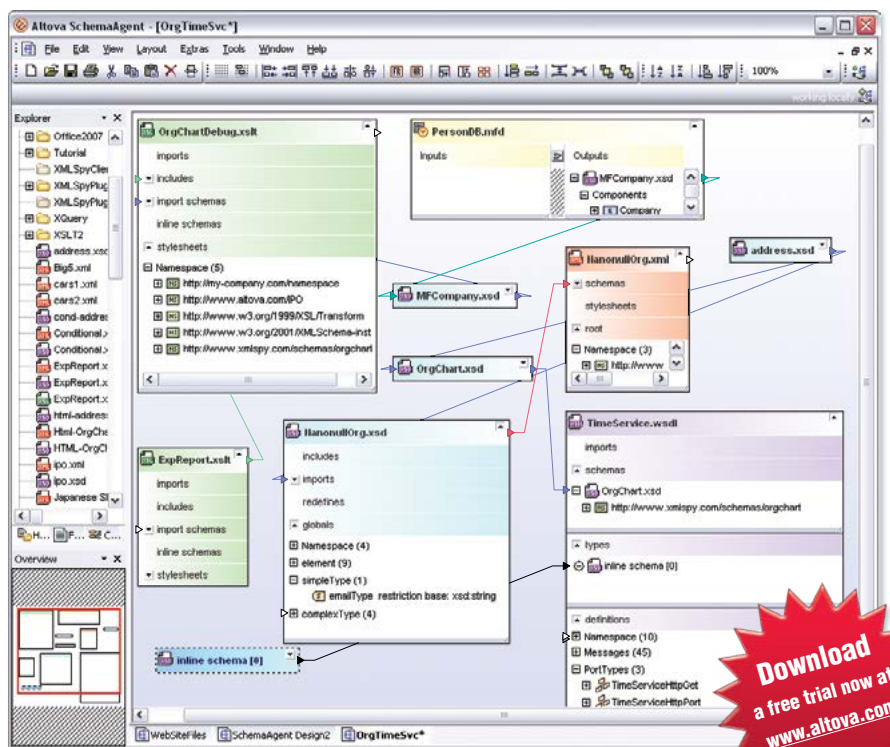 Altova SchemaAgent - [OrgTimeSvc*]
File Edit View Layout Extras Tools Window Help
100%
working locally
Explorer
Office2007
Tutorial
XMLSpyClie
XMLSpyPlug
XMLSpyPlug
XQuery
XSLT2
address.xsd
Big5.xml
cars1.xml
cars2.xml
cond-addres
Conditional.x
Conditional.x
ExpReport.x
ExpReport.x
ExpReport.x
html-address
Html-OrgChe
HTML-OrgCl
ipo.xml
ipo.xsd
Japanese Sl
H... F... C...
Overview
OrgChartDebug.xslt
imports
includes
import schemas
inline schemas
stylesheets
Namespace (5)
http://my-company.com/namespace
http://www.altova.com/IPO
http://www.w3.org/1999/XSL/Transform
http://www.w3.org/2001/XMLSchema-inst
http://www.xmlspy.com/schemas/orgchart
PersonDB.mfd
Inputs
Outputs
MFCompany.xsd
Components
Company
address.xsd
MFCompany.xsd
NanonullOrg.xml
schemas
stylesheets
root
Namespace (3)
http://www
OrgChart.xsd
ExpReport.xslt
imports
includes
import schemas
inline schemas
stylesheets
NanonullOrg.xsd
includes
imports
redefines
globals
Namespace (4)
element (9)
simpleType (1)
emailType restriction base: xsd:string
complexType (4)
inline schema [0]
TimeService.wsdl
imports
schemas
OrgChart.xsd
http://www.xmlspy.com/schemas/orgchart
types
inline schema [0]
definitions
Namespace (10)
Messages (45)
PortTypes (3)
TimeServiceHttpGet
TimeServiceHttpPort
WebSiteFiles SchemaAgent Design2 OrgTimeSvc*
Download
a free trial now at
www.altova.com